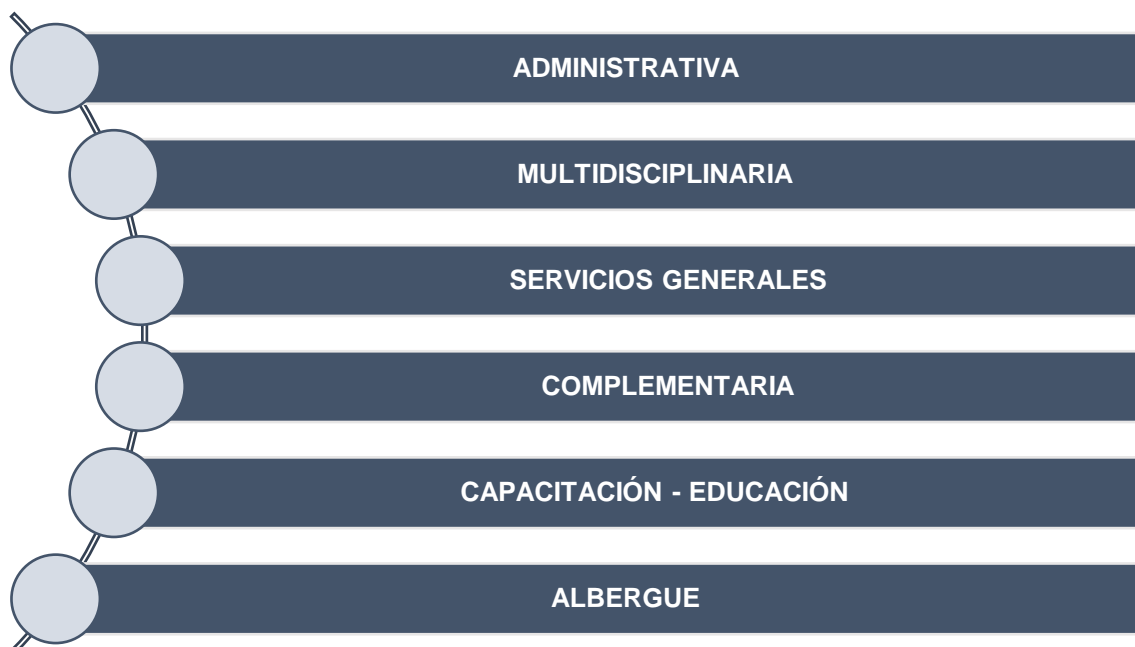 ADMINISTRATIVA
MULTIDISCIPLINARIA
SERVICIOS GENERALES
COMPLEMENTARIA
CAPACITACIÓN - EDUCACIÓN
ALBERGUE